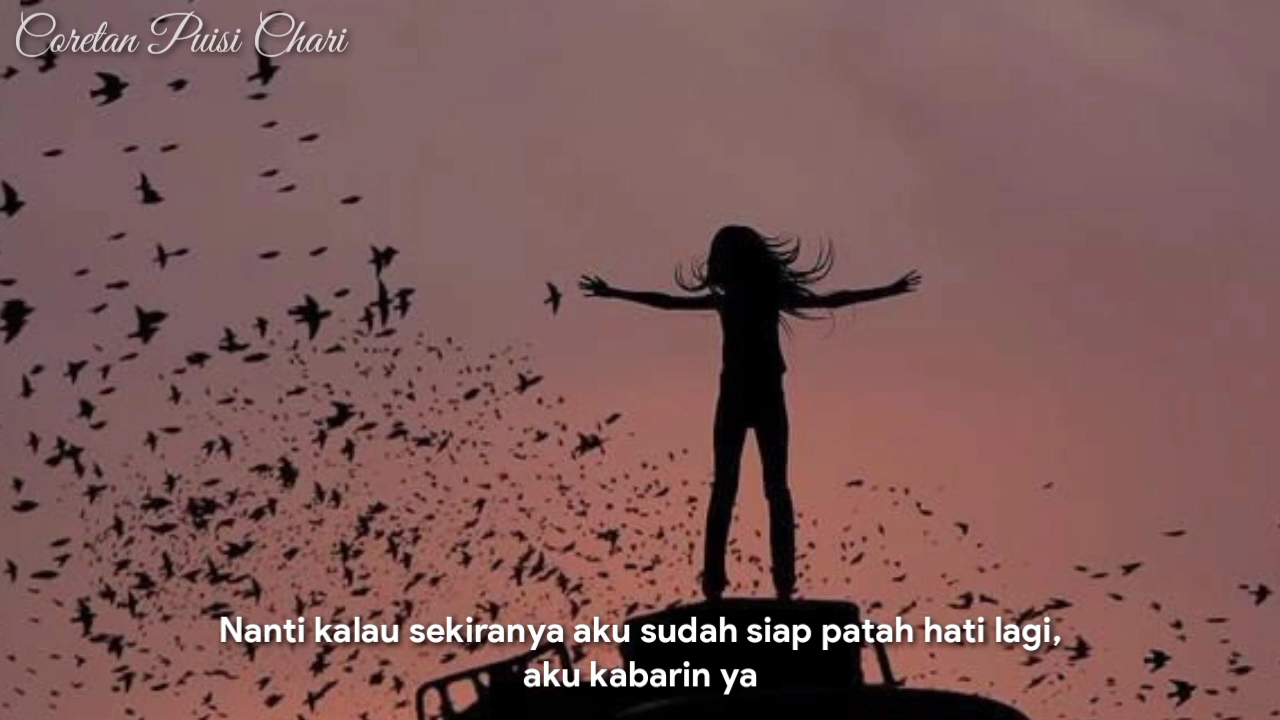 Coretan Puisi Chari
Nanti kalau sekiranya aku sudah siap patah hati lagi,
aku kabarin ya